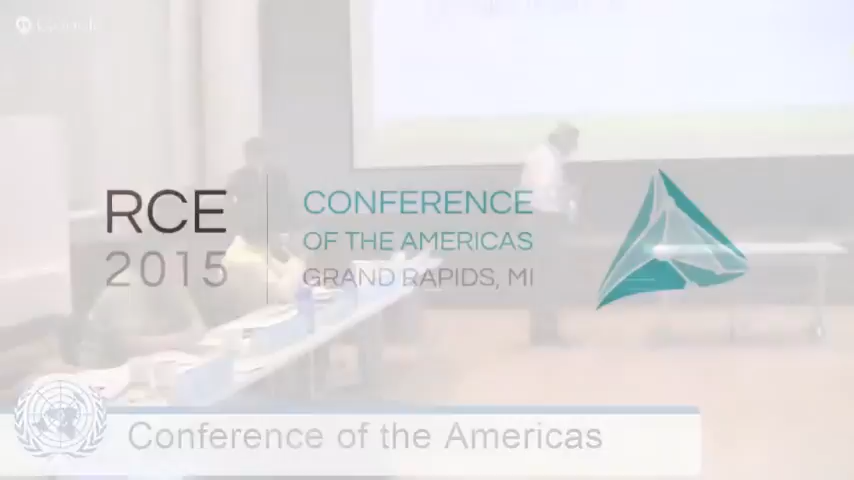 RCE
2015
CONFERENCE
OF THE AMERICAS
GRAND RAPIDS, MI
Conference of the Americas